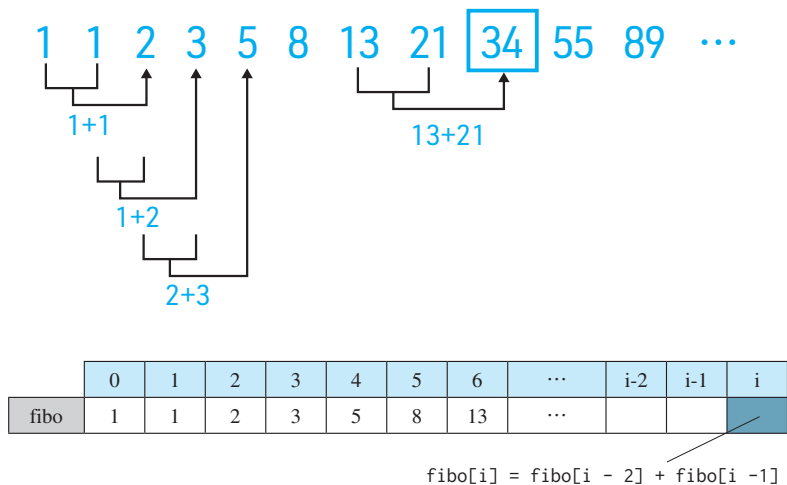 1 1 2 3 5 8 13 21 34 55 89 ⋯
1+1
13+21
1+2
2+3
0 1 2 3 4 5 6 ⋯ i-2 i-1 i
fibo 1 1 2 3 5 8 13 ⋯
fibo[i] = fibo[i - 2] + fibo[i -1]